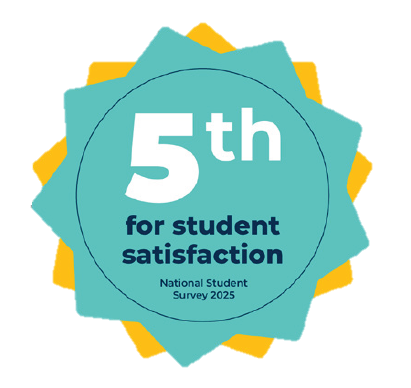 5th
for student
satisfaction
National Student
Survey 2025